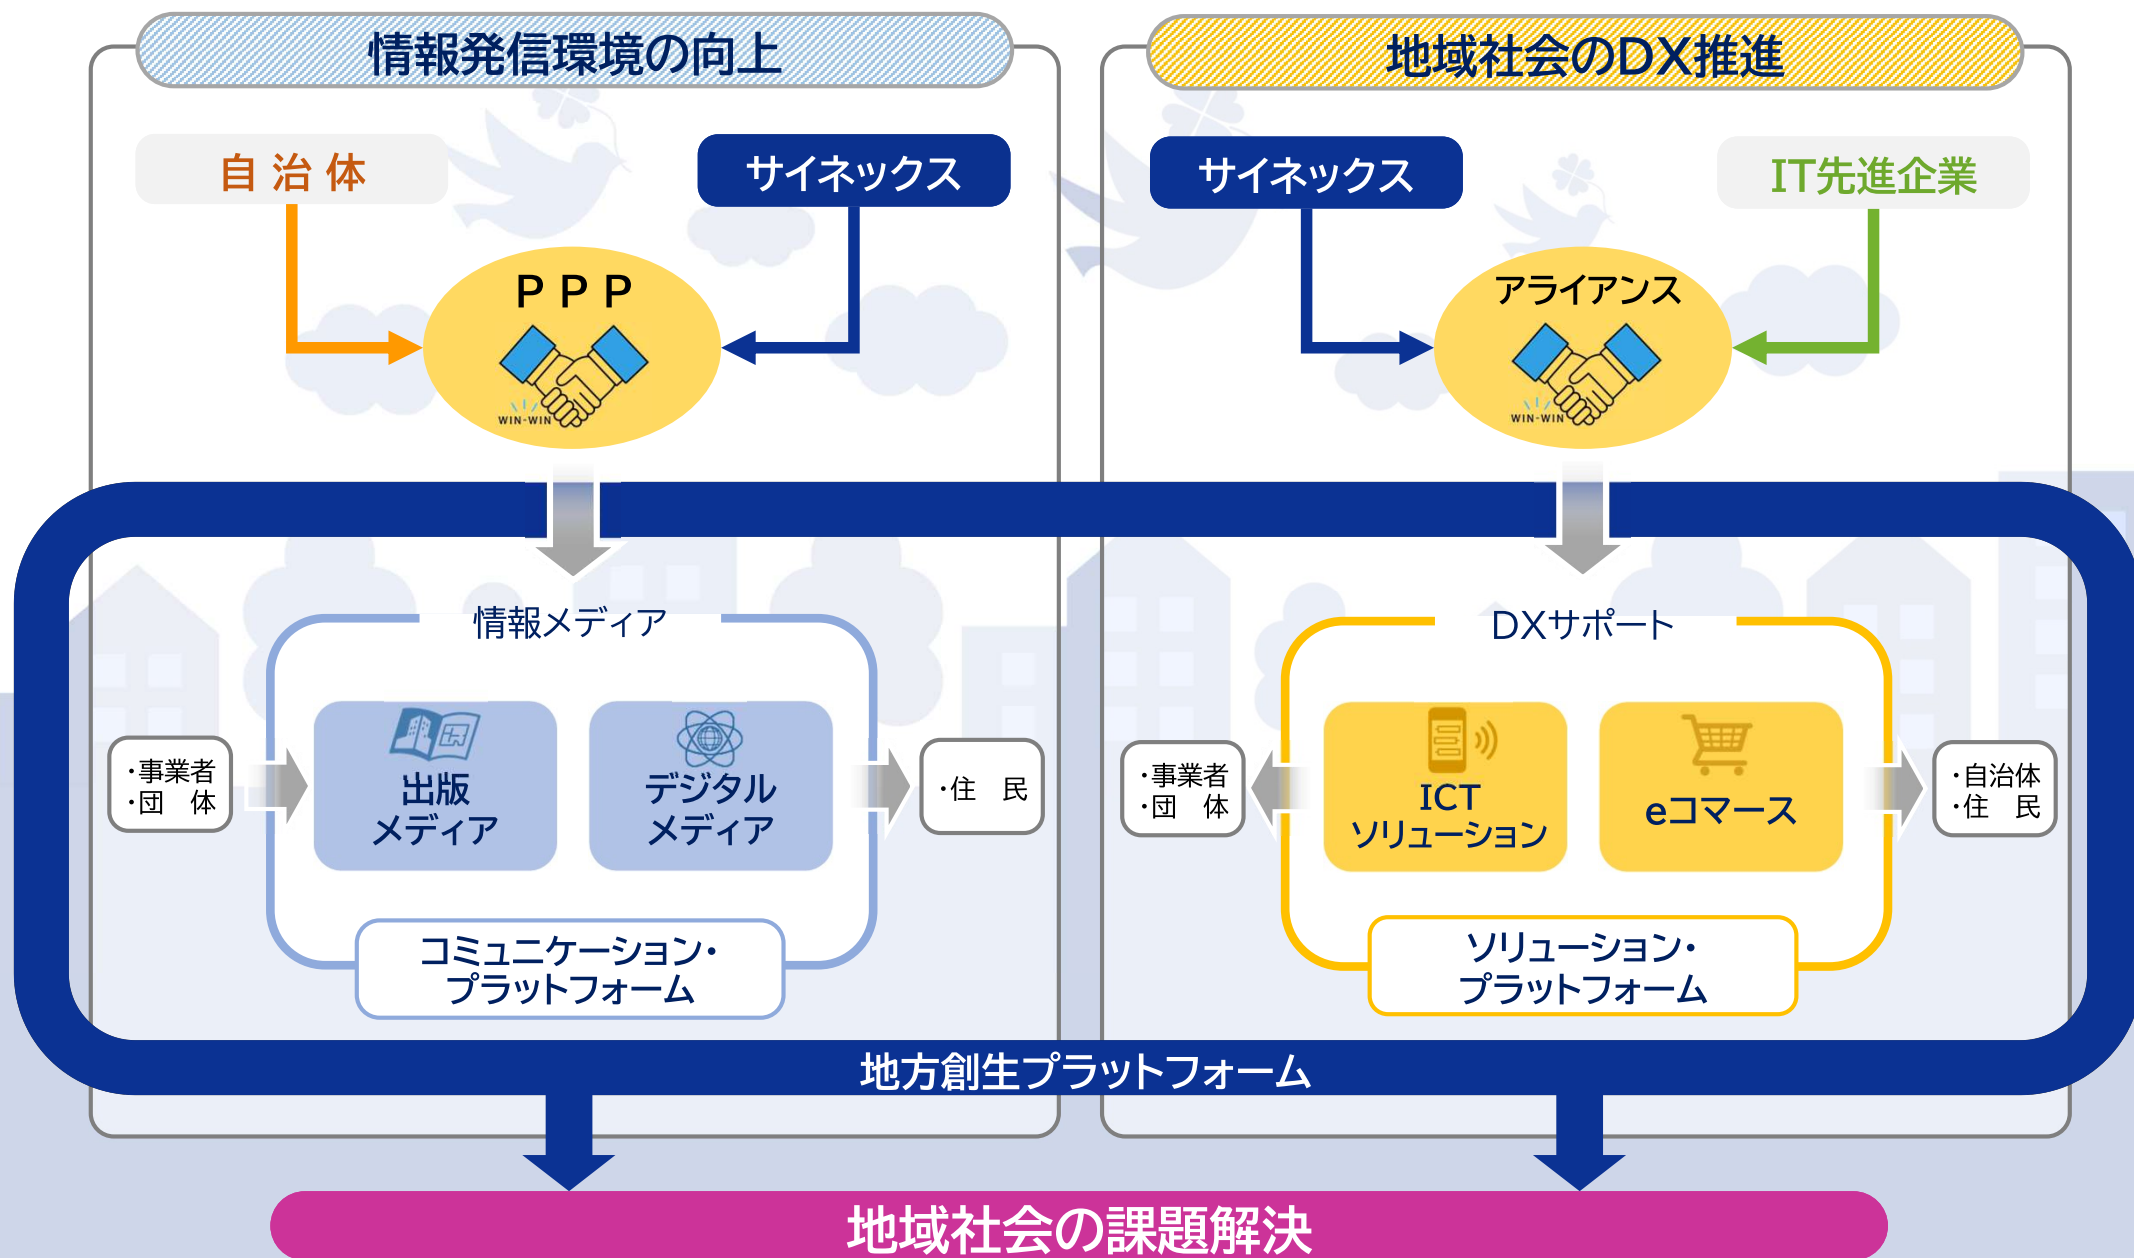 情報発信環境の向上
自 治 体
サイネックス
P P P
WIN-WIN
情報メディア
・事業者
・団　体
出版
メディア
デジタル
メディア
・住　民
コミュニケーション・
プラットフォーム
地域社会のDX推進
サイネックス
IT先進企業
アライアンス
WIN-WIN
DXサポート
・事業者
・団　体
ICT
ソリューション
eコマース
・自治体
・住　民
ソリューション・
プラットフォーム
地方創生プラットフォーム
地域社会の課題解決